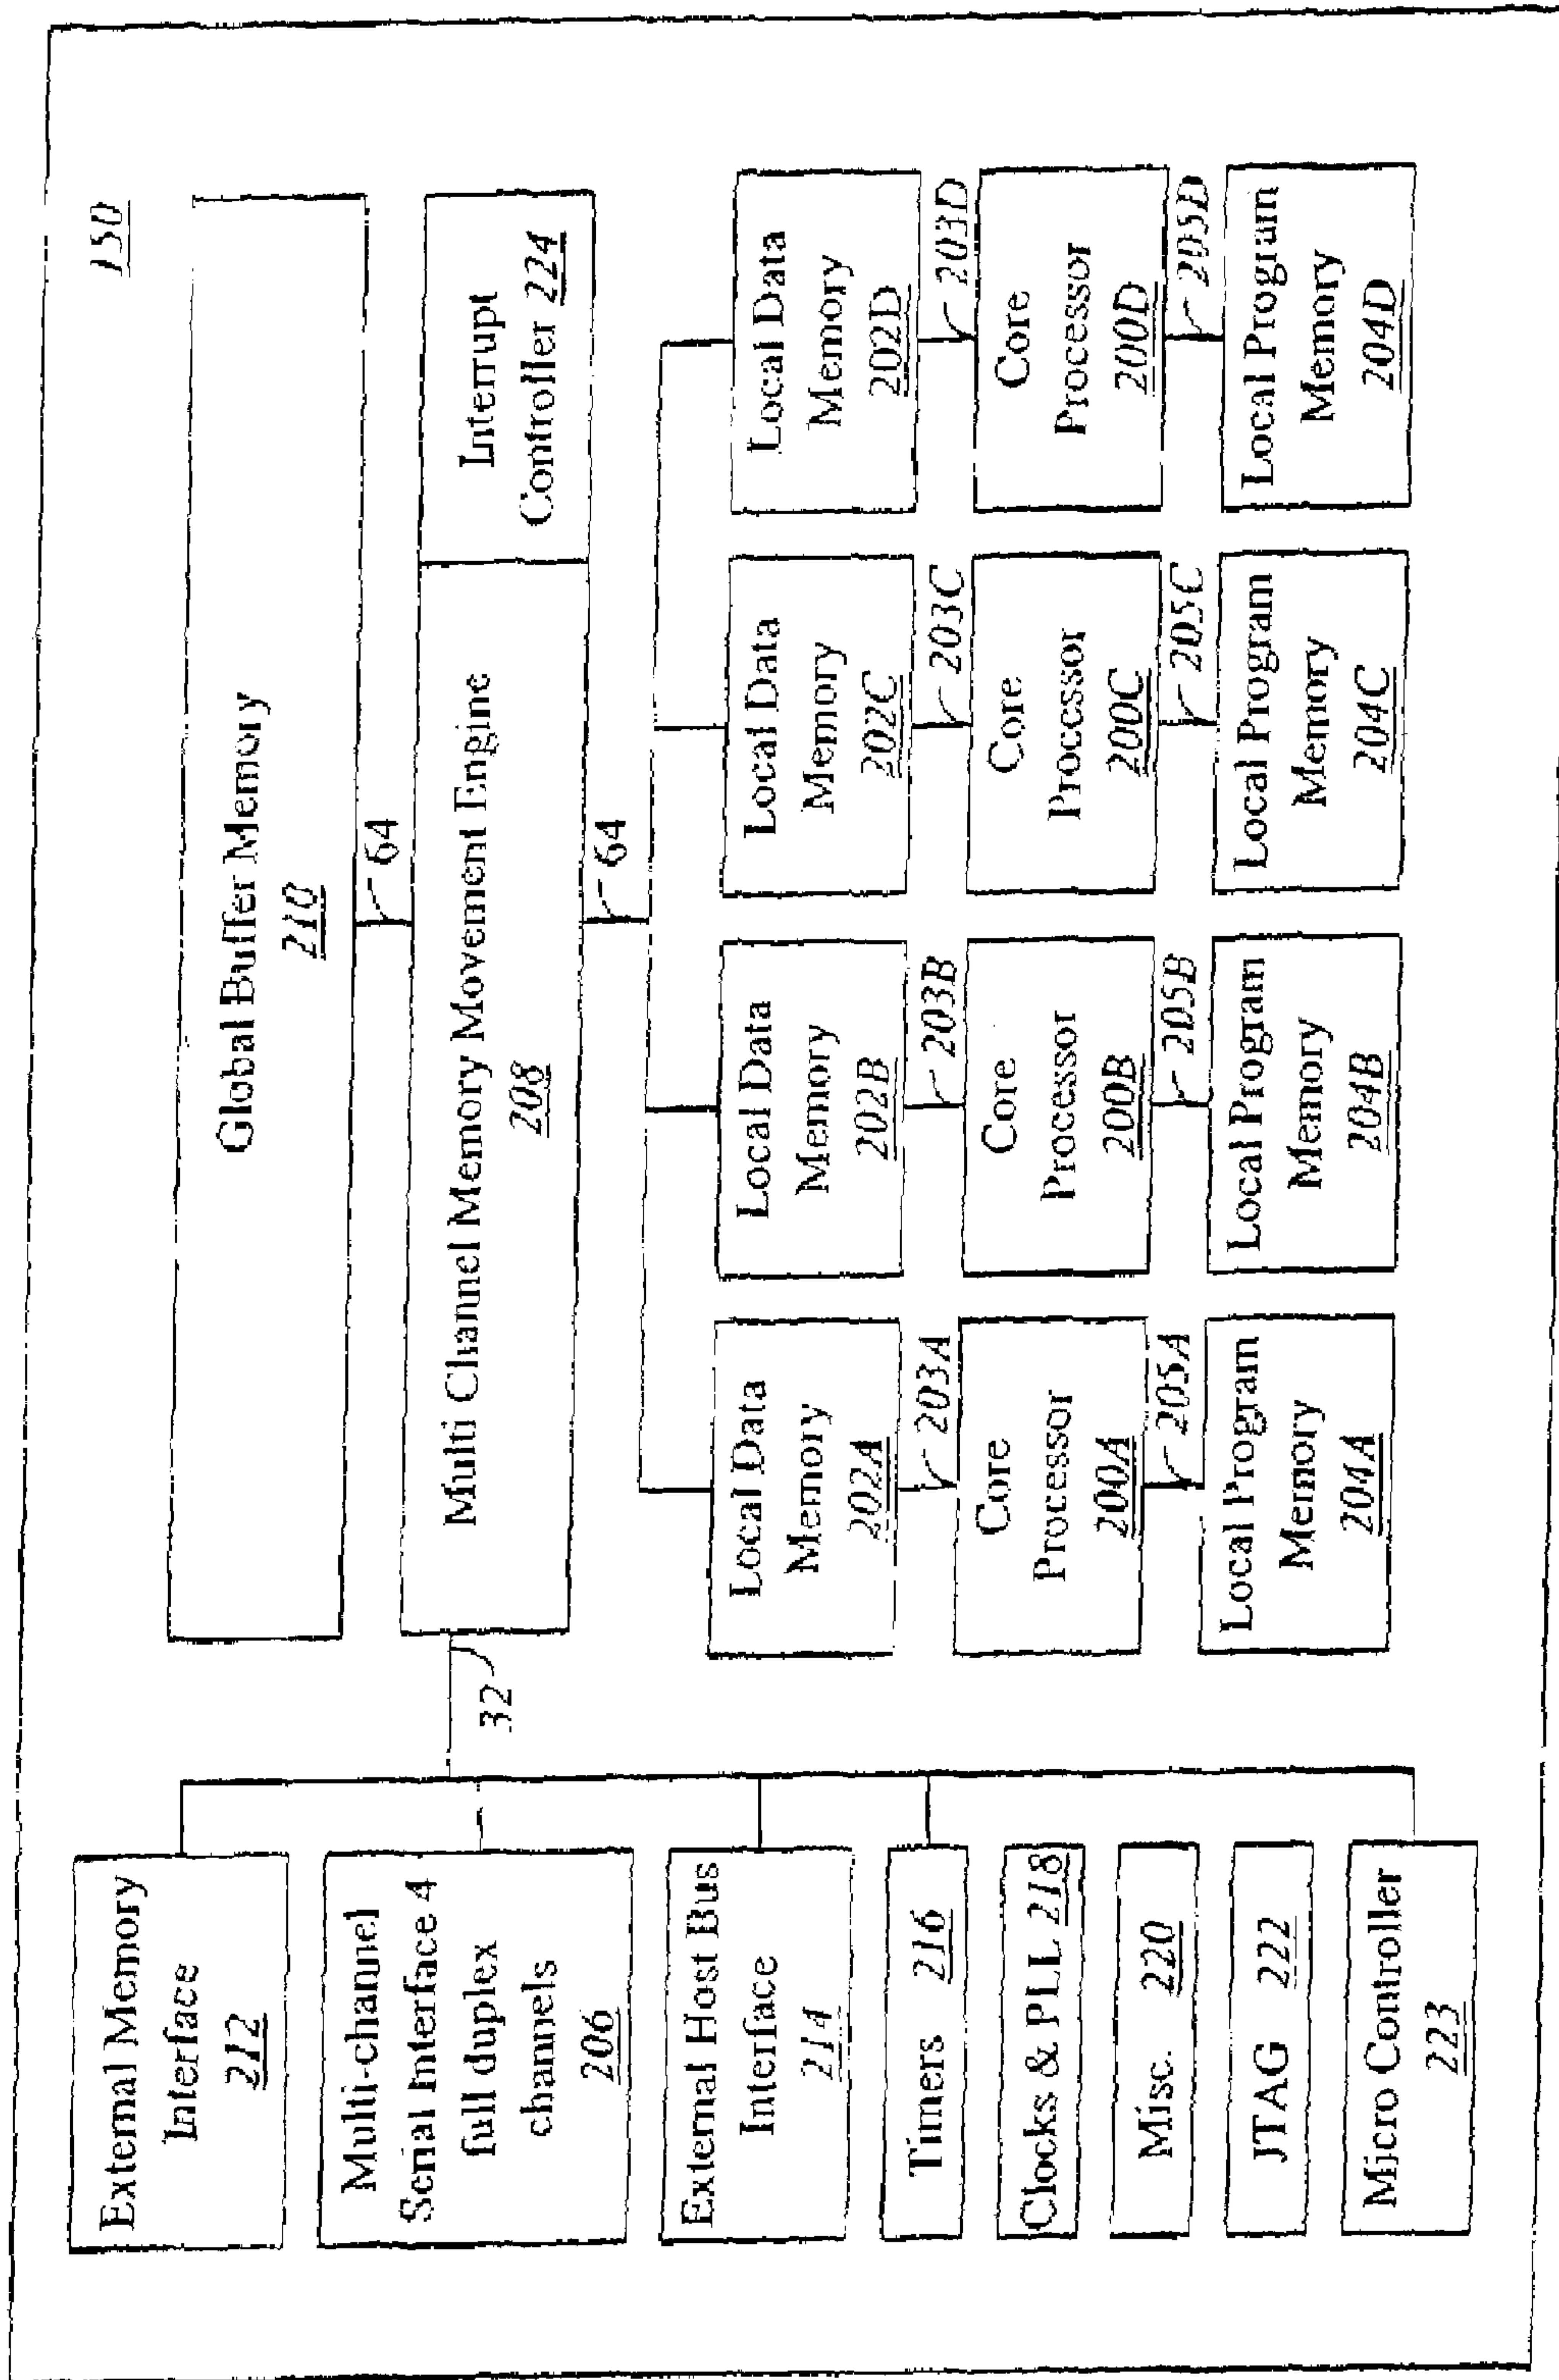 150
External Memory
Interface
212
Multi-channel
Serial Interface 4
full duplex
channels
206
External Host Bus
Interface
214
Timers 216
Clocks & PLL 218
Misc. 220
JTAG 222
Micro Controller
223
32
Global Buffer Memory
210
64
Multi Channel Memory Movement Engine
208
Interrupt
Controller 224
64
Local Data
Memory
202A
203A
Core
Processor
200A
205A
Local Program
Memory
204A
Local Data
Memory
202B
203B
Core
Processor
200B
205B
Local Program
Memory
204B
Local Data
Memory
202C
203C
Core
Processor
200C
205C
Local Program
Memory
204C
Local Data
Memory
202D
203D
Core
Processor
200D
205D
Local Program
Memory
204D